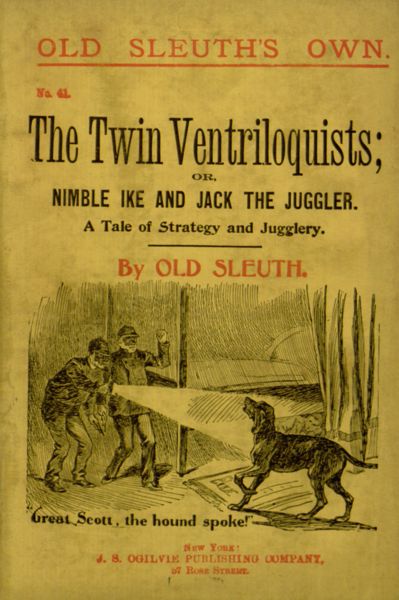 OLD SLEUTH'S OWN.
No. 41.
The Twin Ventriloquists;
OR,
NIMBLE IKE AND JACK THE JUGGLER.
A Tale of Strategy and Jugglery.
By OLD SLEUTH.
"Great Scott, the hound spoke!"
NEW YORK:
J. S. OGILVIE PUBLISHING COMPANY,
57 ROSE STREET.